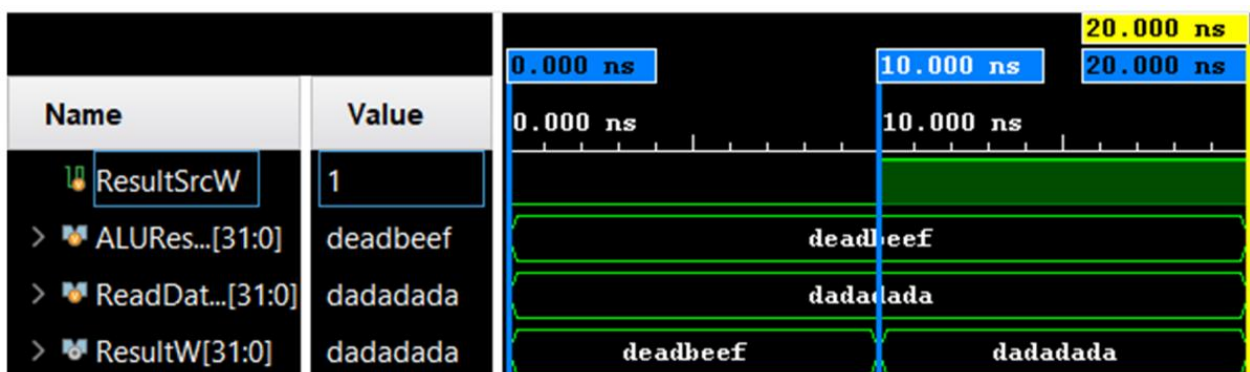 20.000 ns
0.000 ns 10.000 ns 20.000 ns
Name Value 0.000 ns 10.000 ns
ResultSrcW 1
ALURes...[31:0] deadbeef deadbeef
ReadDat...[31:0] dadadada dadadada
ResultW[31:0] dadadada deadbeef dadadada